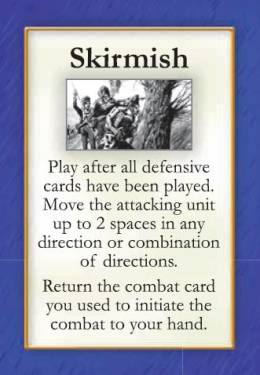 Skirmish
Play after all defensive
cards have been played.
Move the attacking unit
up to 2 spaces in any
direction or combination
of directions.
Return the combat card
you used to initiate the
combat to your hand.